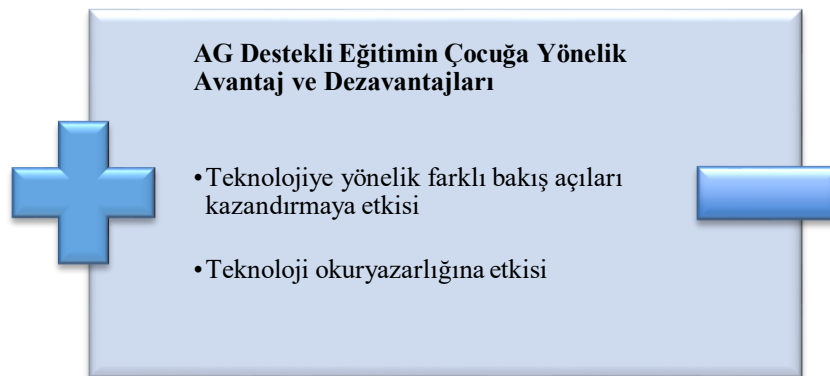 AG Destekli Eğitimin Çocuğa Yönelik
Avantaj ve Dezavantajları
•Teknolojiye yönelik farklı bakış açıları
kazandırmaya etkisi
•Teknoloji okuryazarlığına etkisi